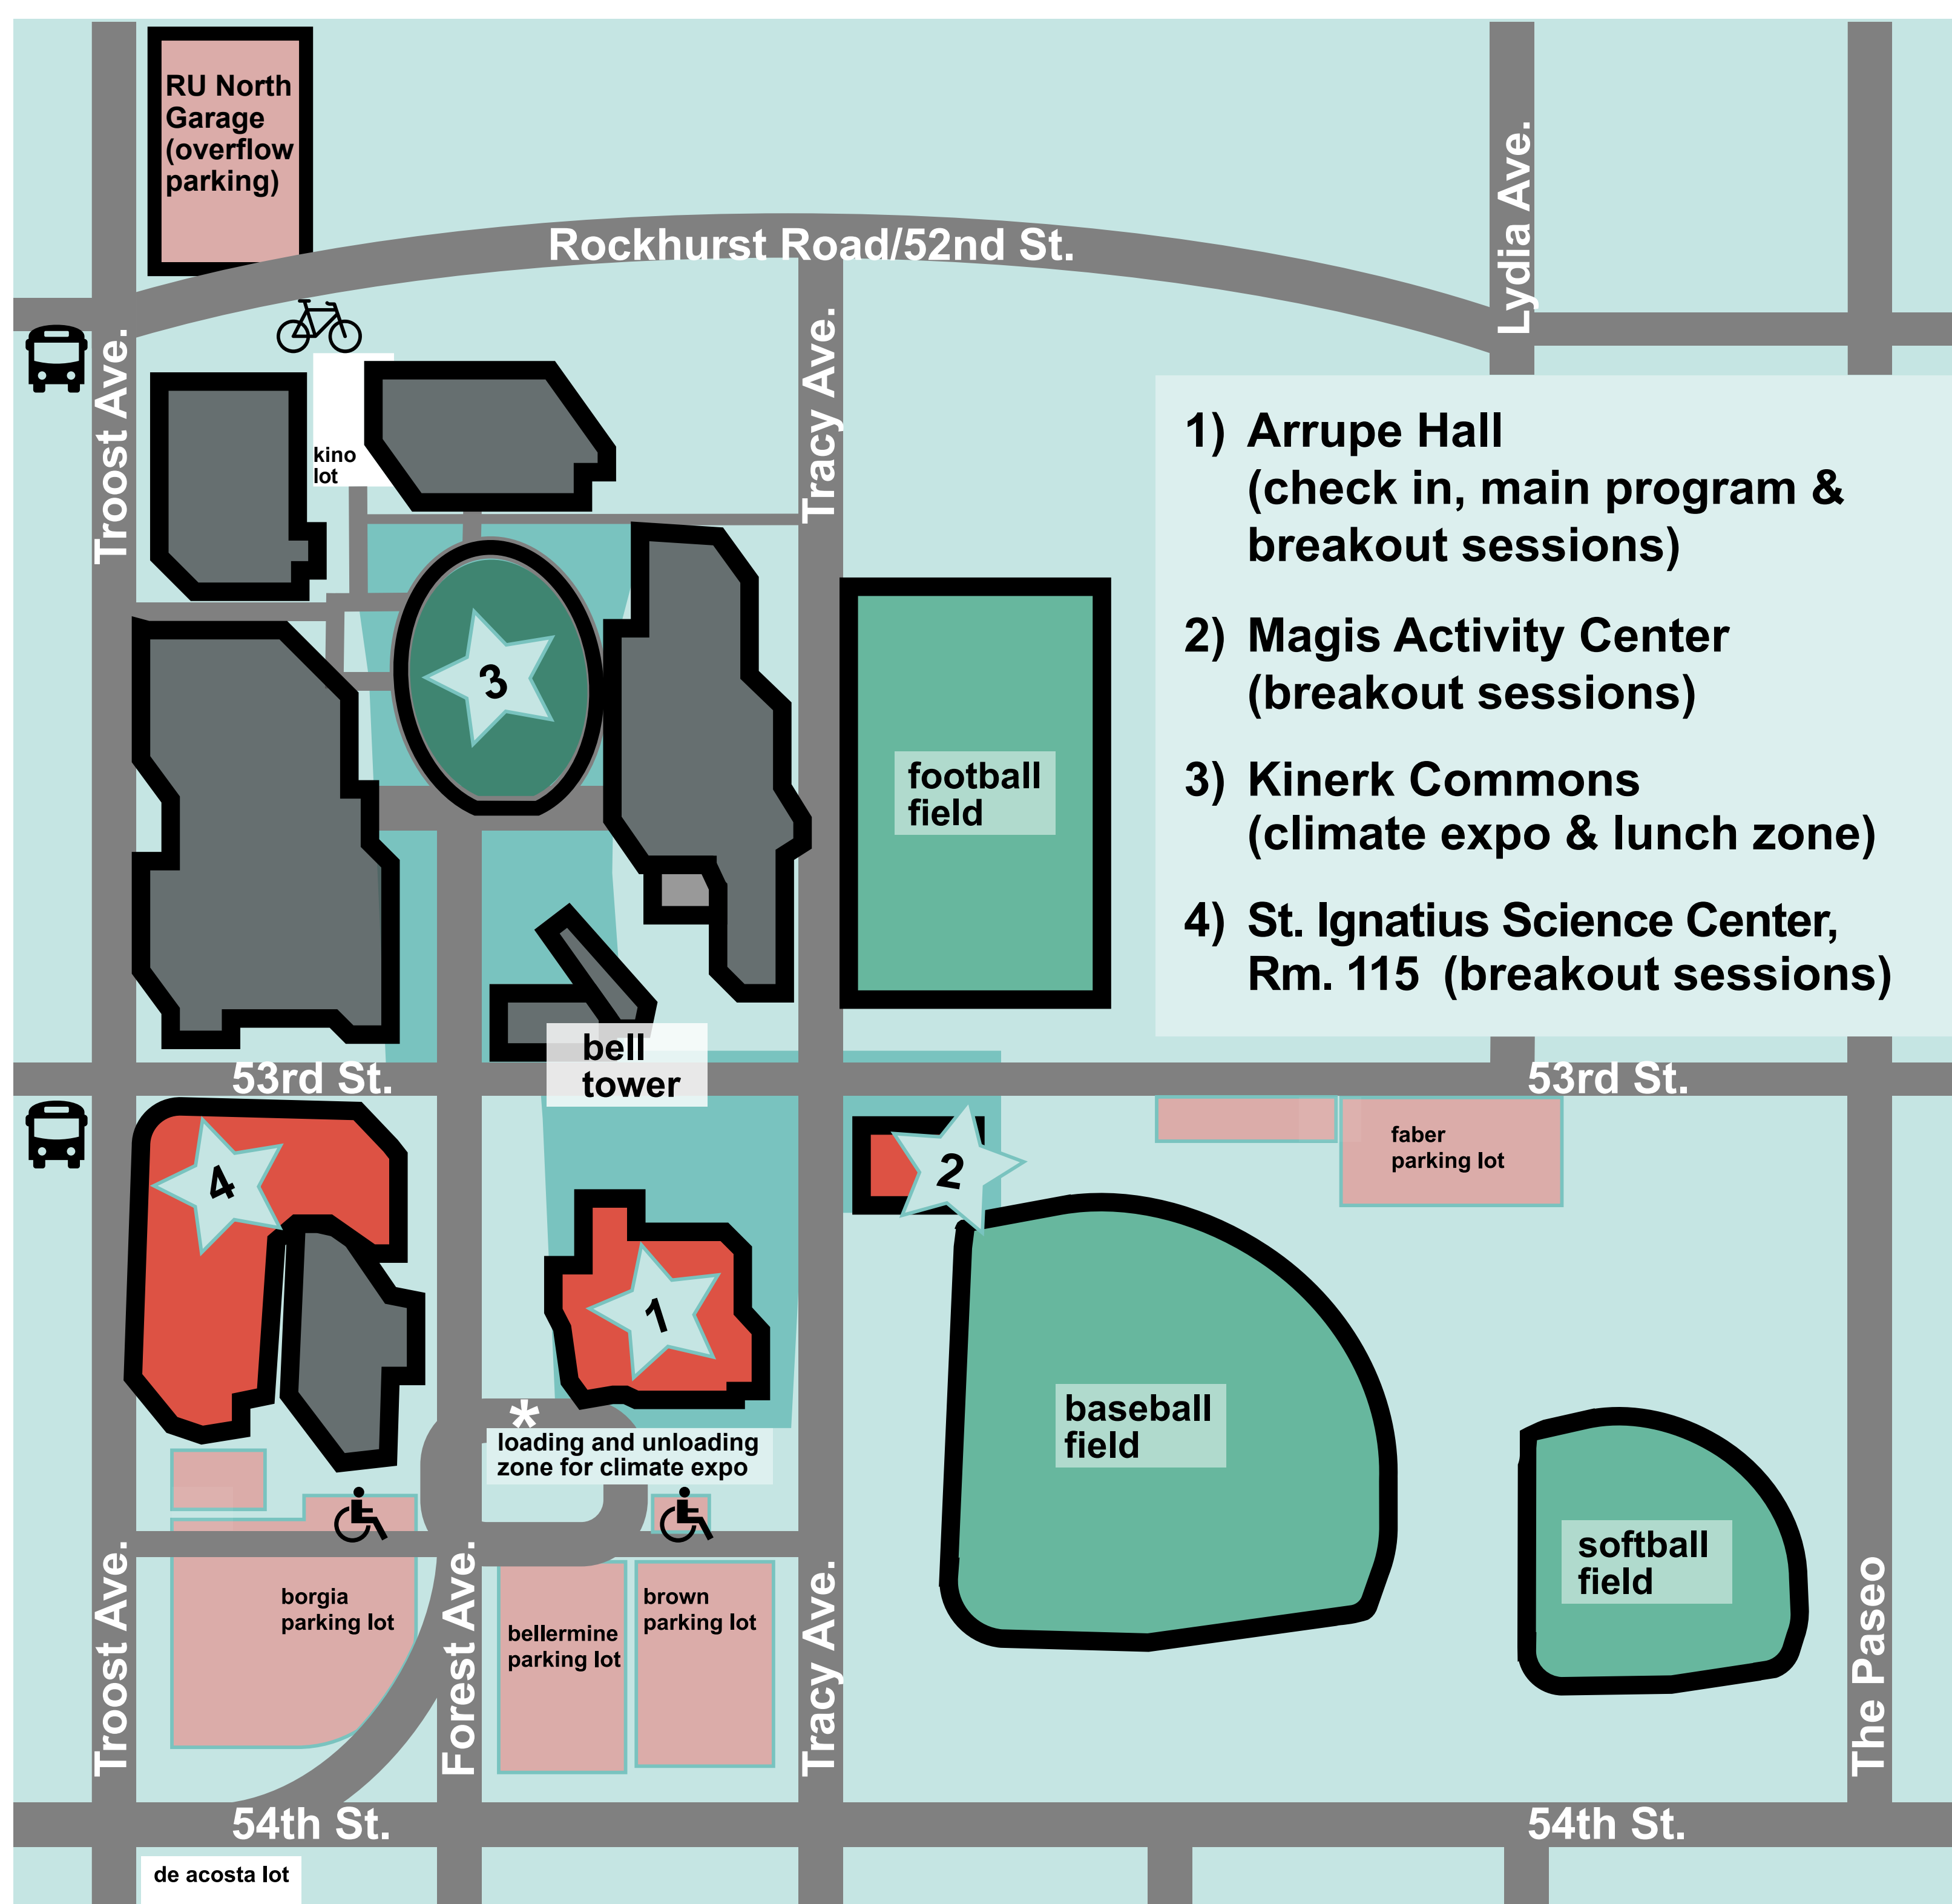 RU North
Garage
(overflow
parking)
Rockhurst Road/52nd St.
Lydia Ave.
Troost Ave.
Tracy Ave.
kino
lot
1) Arrupe Hall
(check in, main program &
breakout sessions)
2) Magis Activity Center
(breakout sessions)
3) Kinerk Commons
(climate expo & lunch zone)
4) St. Ignatius Science Center,
Rm. 115 (breakout sessions)
3
football
field
bell
tower
53rd St.
53rd St.
4
2
faber
parking lot
1
*
loading and unloading
zone for climate expo
baseball
field
softball
field
borgia
parking lot
bellermine
parking lot
brown
parking lot
Troost Ave.
Forest Ave.
Tracy Ave.
The Paseo
54th St.
54th St.
de acosta lot